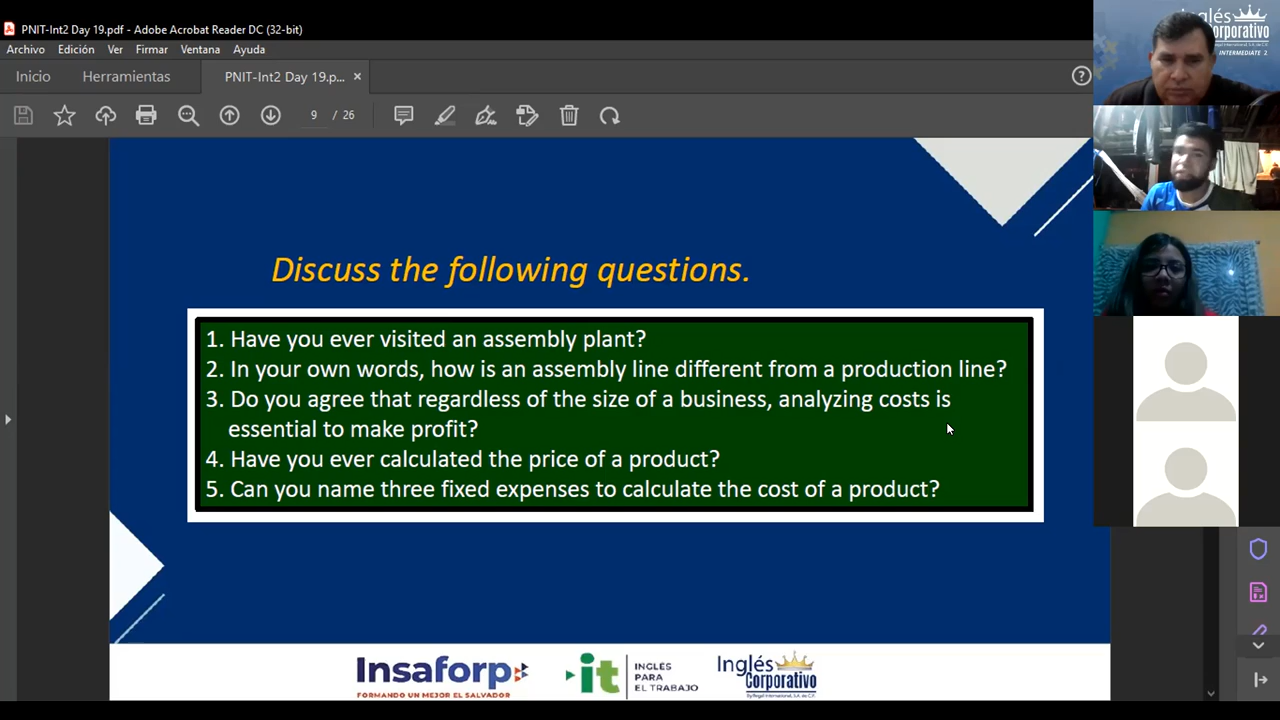 PNIT-Int2 Day 19.pdf - Adobe Acrobat Reader DC (32-bit)
Archivo Edición Ver Firmar Ventana Ayuda
Inicio Herramientas PNIT-Int2 Day 19.p... ×
9 / 26
Discuss the following questions.
1. Have you ever visited an assembly plant?
2. In your own words, how is an assembly line different from a production line?
3. Do you agree that regardless of the size of a business, analyzing costs is
essential to make profit?
4. Have you ever calculated the price of a product?
5. Can you name three fixed expenses to calculate the cost of a product?
Insaforp
FORMANDO UN MEJOR EL SALVADOR
it
INGLÉS
PARA
EL TRABAJO
Inglés
Corporativo
INTERMEDIATE 2